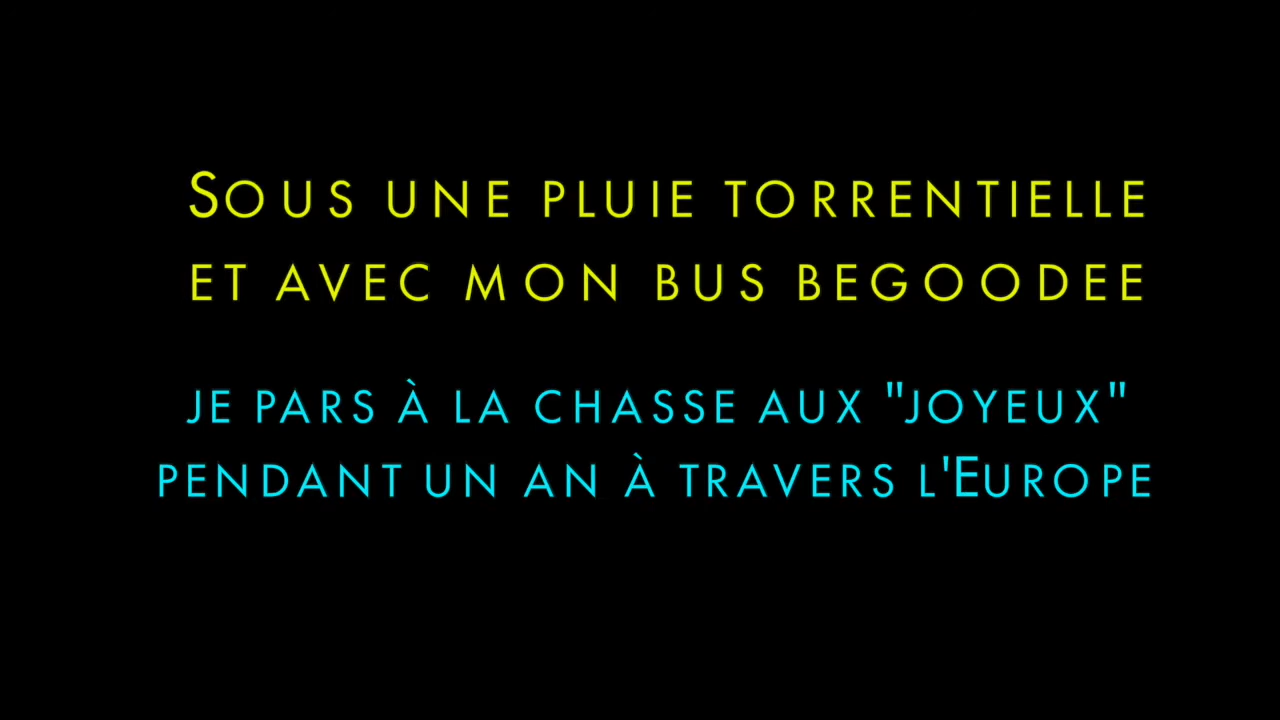 SOUS UNE PLUIE TORRENTIELLE
ET AVEC MON BUS BEGOODEE
JE PARS À LA CHASSE AUX "JOYEUX"
PENDANT UN AN À TRAVERS L'EUROPE